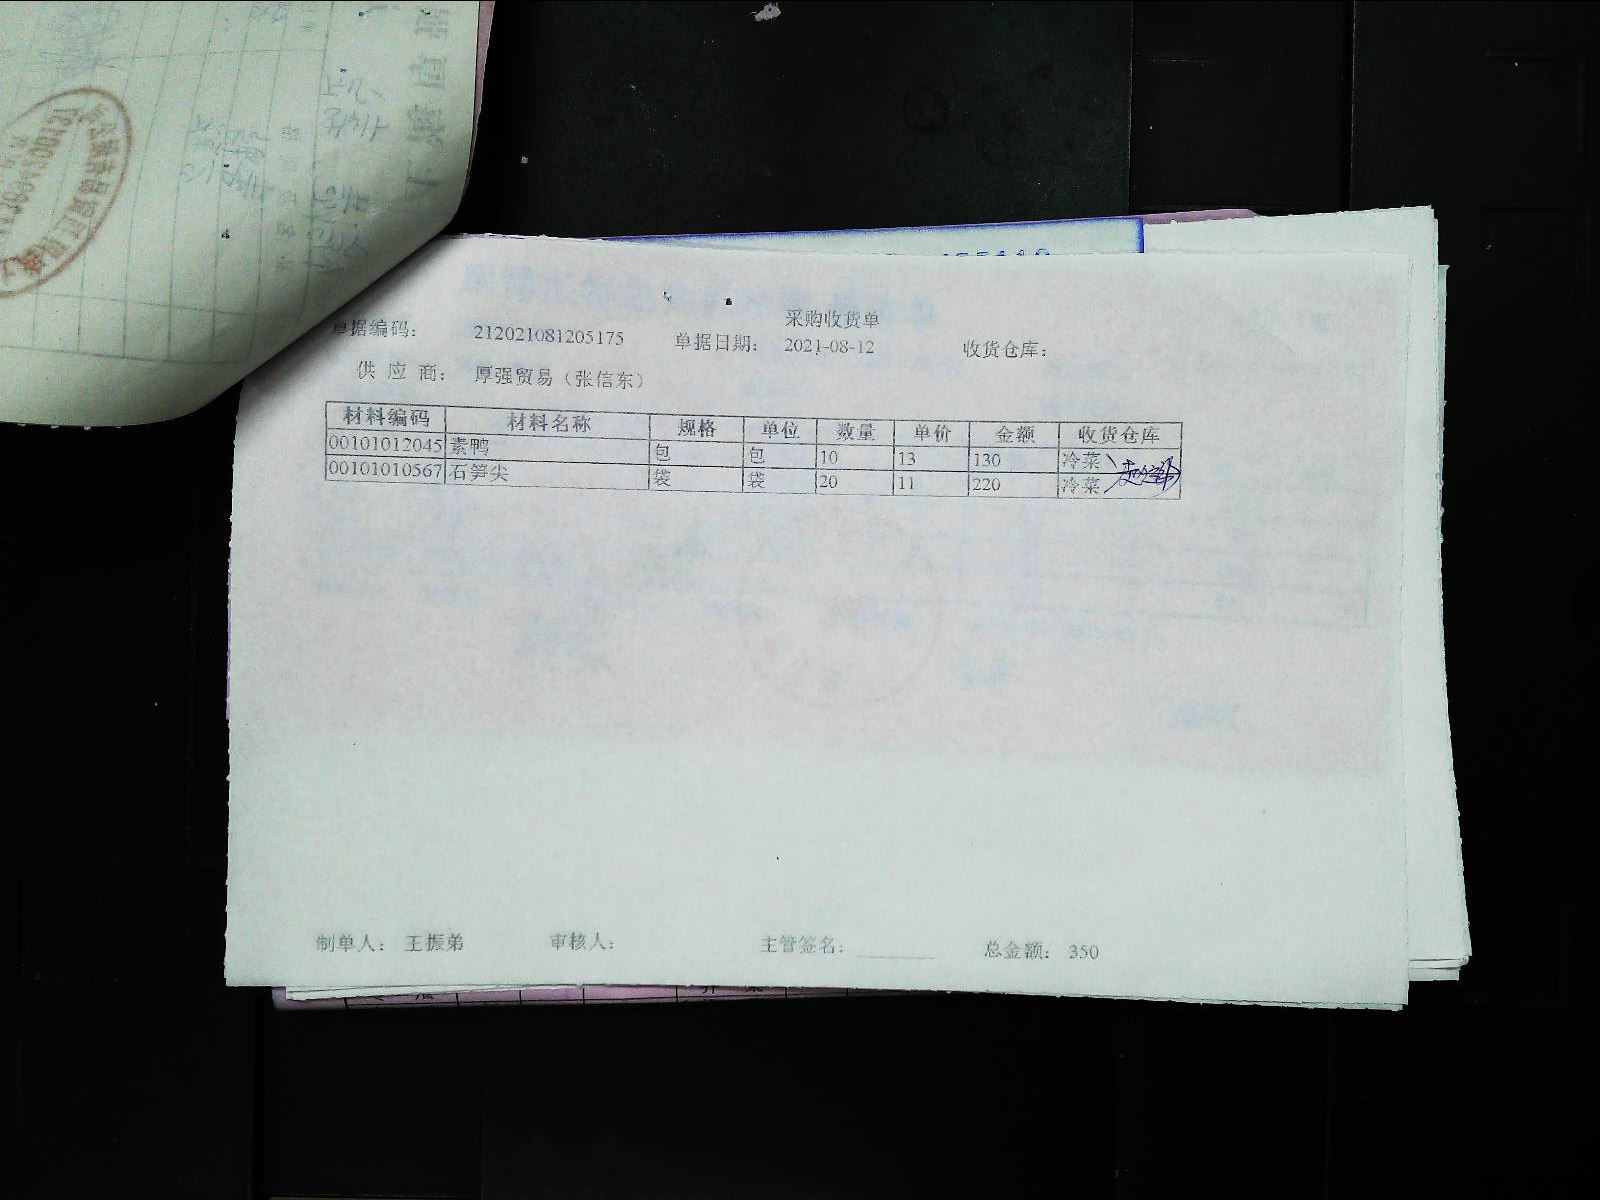 采购收货单
单据编码： 212021081205175 单据日期： 2021-08-12 收货仓库：
供 应 商： 厚强贸易（张信东）
材料编码 材料名称 规格 单位 数量 单价 金额 收货仓库
00101012045 素鸭 包 包 10 13 130 冷菜
00101010567 石笋尖 袋 袋 20 11 220 冷菜
制单人： 王振弟 审核人： 主管签名： 总金额： 350